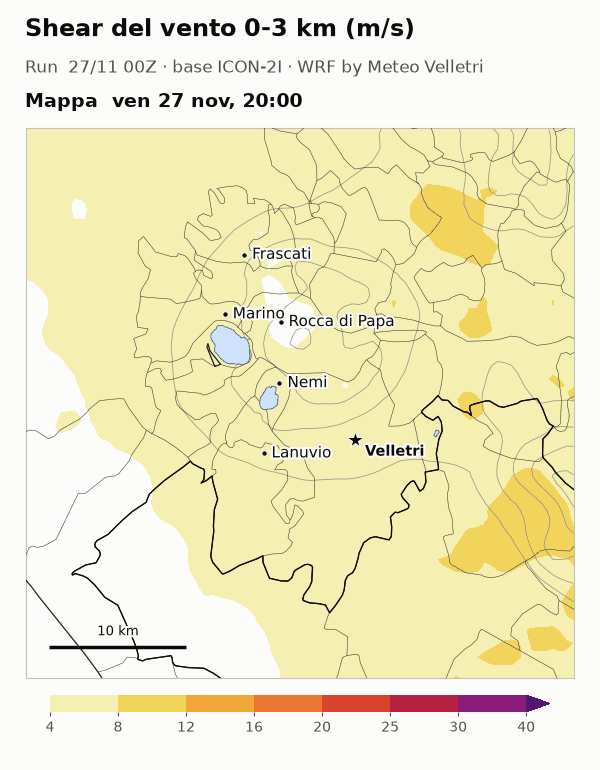 Shear del vento 0-3 km (m/s)
Run  27/11 00Z · base ICON-2I · WRF by Meteo Velletri
Mappa  ven 27 nov, 20:00
Frascati
Marino
Rocca di Papa
Nemi
Velletri
Lanuvio
10 km
4 8 12 16 20 25 30 40